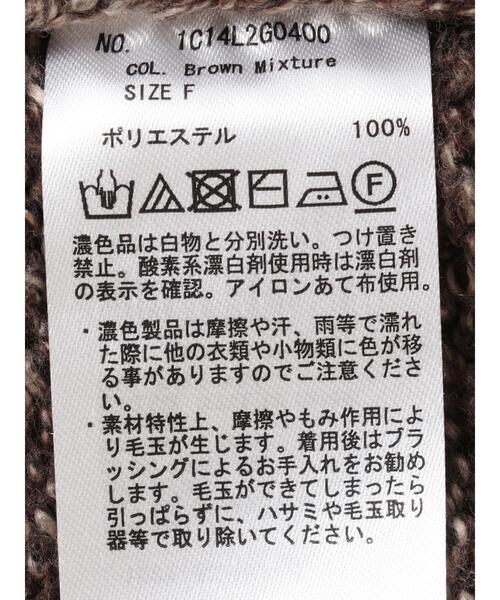 NO. 1C14L2G0400
COL. Brown Mixture
SIZE F
ポリエステル 100%
F
濃色品は白物と分別洗い。つけ置き
禁止。酸素系漂白剤使用時は漂白剤
の表示を確認。アイロンあて布使用。
・濃色製品は摩擦や汗、雨等で濡れ
た際に他の衣類や小物類に色が移
る事がありますのでご注意くださ
い。
・素材特性上、摩擦やもみ作用によ
り毛玉が生じます。着用後はブラ
ッシングによるお手入れをお勧め
します。毛玉ができてしまったら
引っぱらずに、ハサミや毛玉取り
器等で取り除いてください。